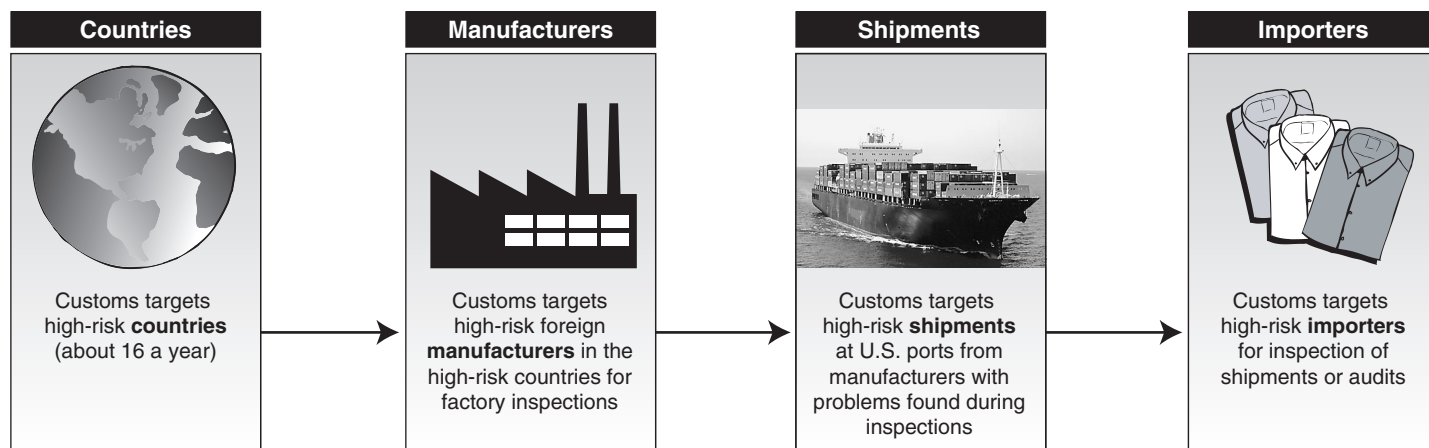 Countries
Customs targets
high-risk countries
(about 16 a year)
Manufacturers
Customs targets
high-risk foreign
manufacturers in the
high-risk countries for
factory inspections
Shipments
Customs targets
high-risk shipments
at U.S. ports from
manufacturers with
problems found during
inspections
Importers
Customs targets
high-risk importers
for inspection of
shipments or audits